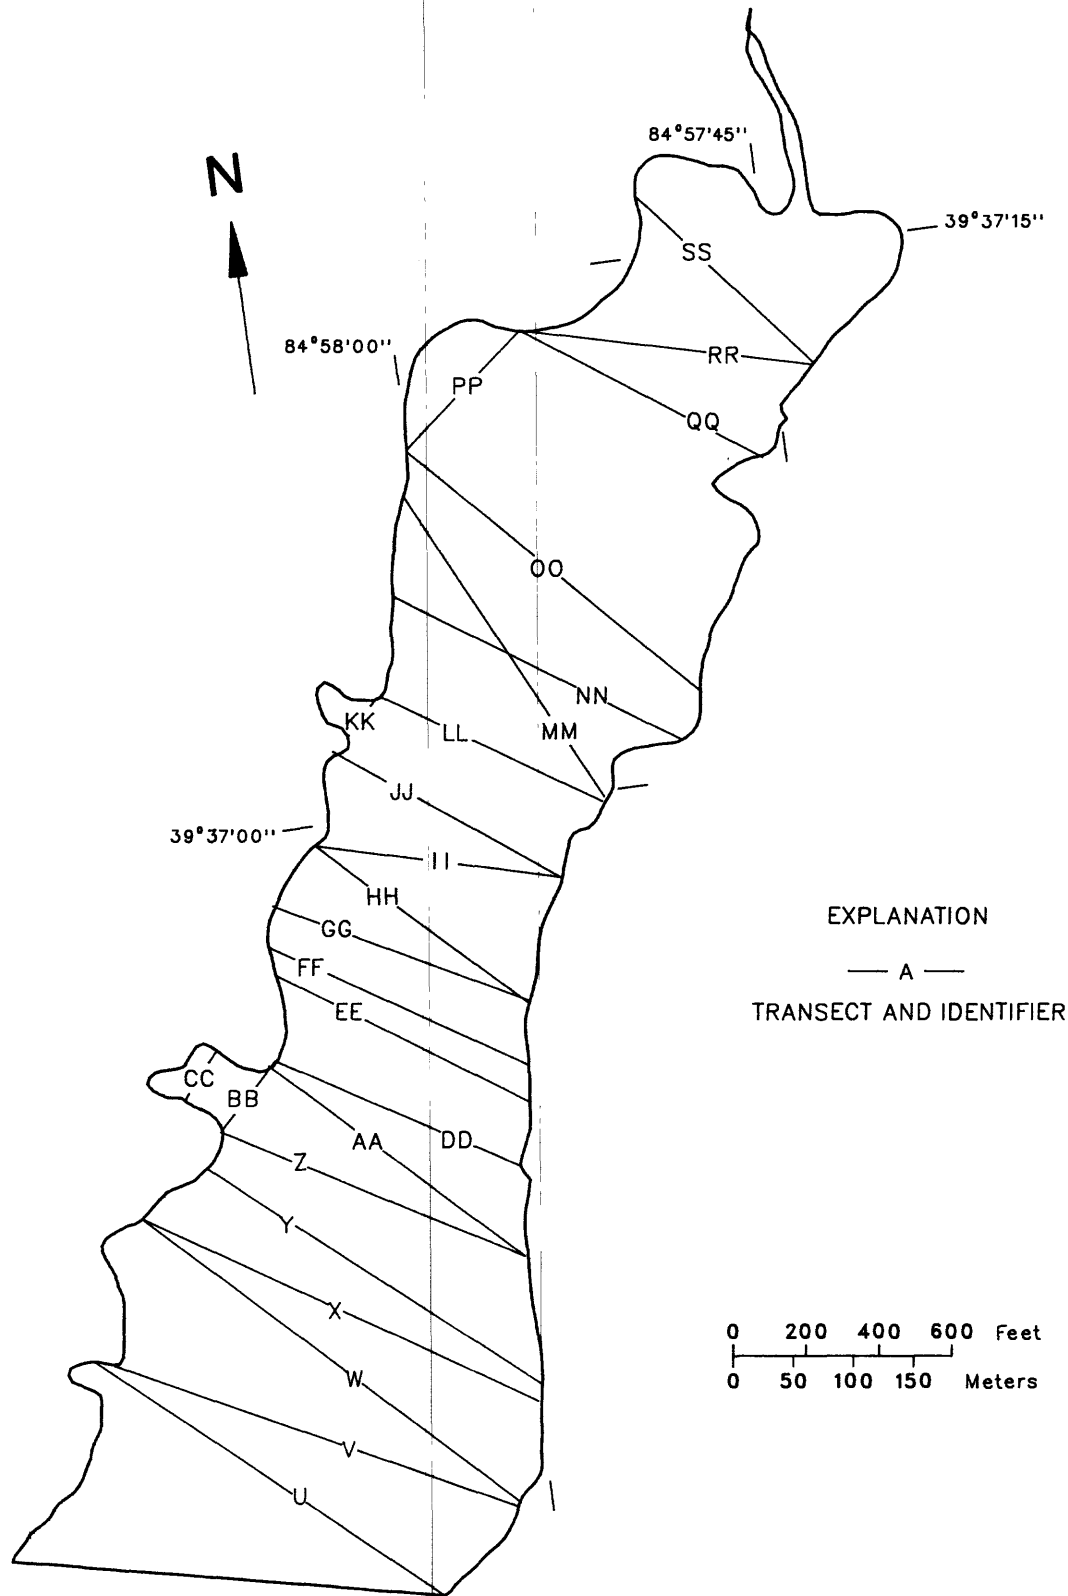 84°57'45''
N
39°37'15''
SS
84°58'00''
RR
PP
QQ
OO
NN
KK
LL
MM
JJ
39°37'00''
II
HH
EXPLANATION
GG
FF
A
EE
TRANSECT AND IDENTIFIER
CC
BB
AA
DD
Z
Y
X
0 200 400 600 Feet
W
0 50 100 150 Meters
V
U